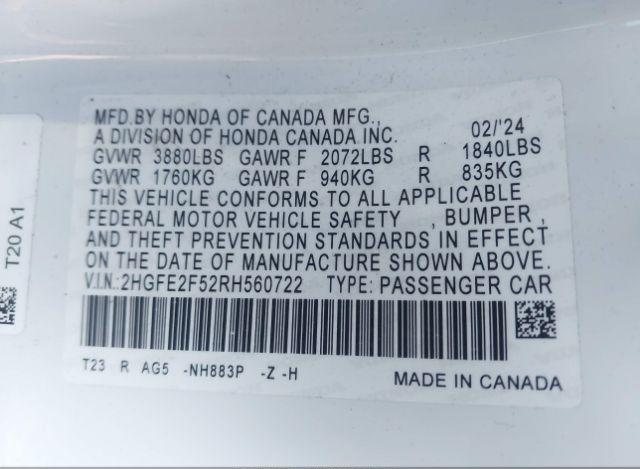 MFD.BY HONDA OF CANADA MFG.,
A DIVISION OF HONDA CANADA INC. 02/'24
GVWR 3880LBS GAWR F 2072LBS R 1840LBS
GVWR 1760KG GAWR F 940KG R 835KG
THIS VEHICLE CONFORMS TO ALL APPLICABLE
FEDERAL MOTOR VEHICLE SAFETY , BUMPER ,
AND THEFT PREVENTION STANDARDS IN EFFECT
ON THE DATE OF MANUFACTURE SHOWN ABOVE.
V.I.N.:2HGFE2F52RH560722 TYPE: PASSENGER CAR
T23 R AG5 -NH883P -Z -H
MADE IN CANADA
T20 A1